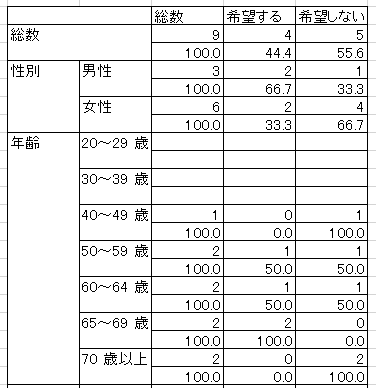 総数 希望する 希望しない
総数 9 4 5
100.0 44.4 55.6
性別 男性 3 2 1
100.0 66.7 33.3
女性 6 2 4
100.0 33.3 66.7
年齢 20～29 歳
30～39 歳
40～49 歳 1 0 1
100.0 0.0 100.0
50～59 歳 2 1 1
100.0 50.0 50.0
60～64 歳 2 1 1
100.0 50.0 50.0
65～69 歳 2 2 0
100.0 100.0 0.0
70 歳以上 2 0 2
100.0 0.0 100.0